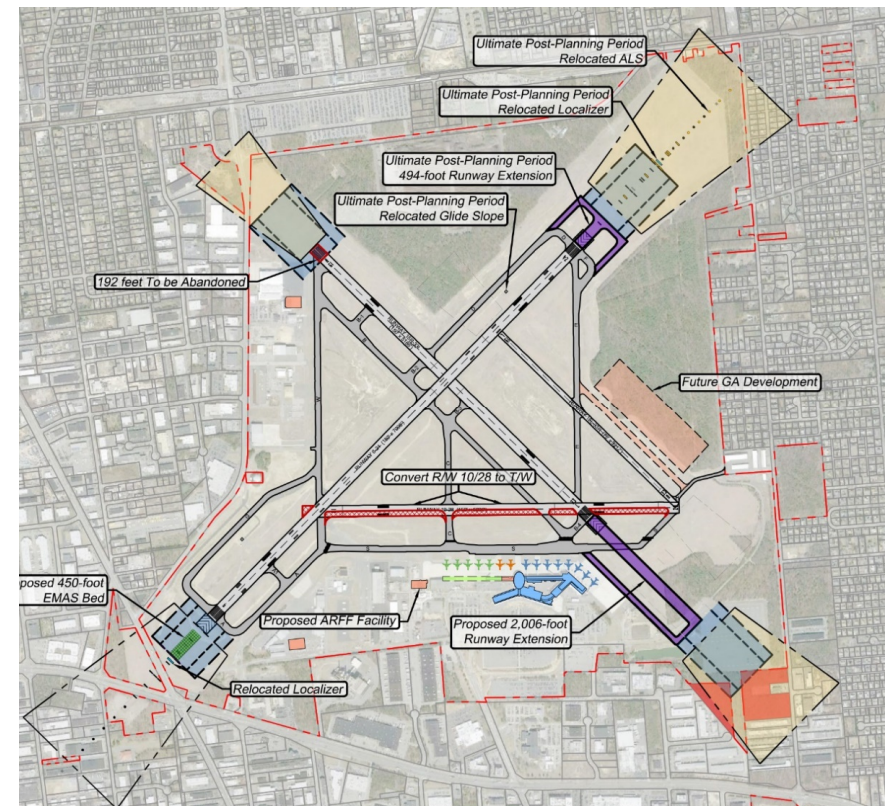 Ultimate Post-Planning Period
Relocated ALS
Ultimate Post-Planning Period
Relocated Localizer
Ultimate Post-Planning Period
494-foot Runway Extension
Ultimate Post-Planning Period
Relocated Glide Slope
192 feet To be Abandoned
Future GA Development
Convert R/W 10/28 to T/W
posed 450-foot
EMAS Bed
Proposed ARFF Facility
Proposed 2,006-foot
Runway Extension
Relocated Localizer